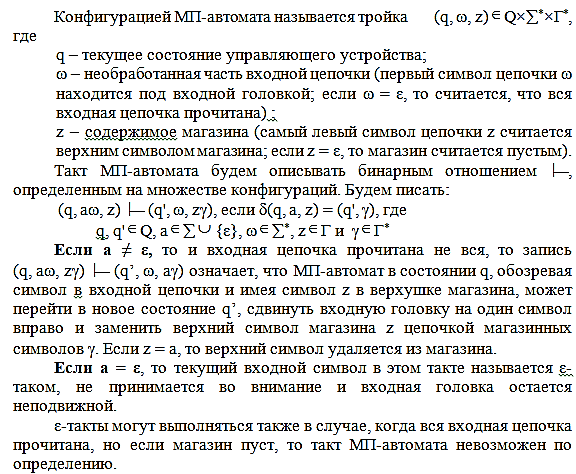 Конфигурацией МП-автомата называется тройка (q, ω, z)∈Q×∑*×Γ*,
где
q – текущее состояние управляющего устройства;
ω – необработанная часть входной цепочки (первый символ цепочки ω
находится под входной головкой; если ω = ε, то считается, что вся
входная цепочка прочитана) ;
z – содержимое магазина (самый левый символ цепочки z считается
верхним символом магазина; если z = ε, то магазин считается пустым).
Такт МП-автомата будем описывать бинарным отношением ├─,
определенным на множестве конфигураций. Будем писать:
(q, aω, z) ├─ (q', ω, zγ), если δ(q, a, z) = (q', γ), где
q, q'∈Q, a∈∑∪{ε}, ω∈∑*, z∈Γ и γ∈Γ*
Если a ≠ ε, то и входная цепочка прочитана не вся, то запись
(q, aω, zγ) ├─ (q’, ω, aγ) означает, что МП-автомат в состоянии q, обозревая
символ в входной цепочки и имея символ z в верхушке магазина, может
перейти в новое состояние q’, сдвинуть входную головку на один символ
вправо и заменить верхний символ магазина z цепочкой магазинных
символов γ. Если z = a, то верхний символ удаляется из магазина.
Если a = ε, то текущий входной символ в этом такте называется ε-
таком, не принимается во внимание и входная головка остается
неподвижной.
ε-такты могут выполняться также в случае, когда вся входная цепочка
прочитана, но если магазин пуст, то такт МП-автомата невозможен по
определению.